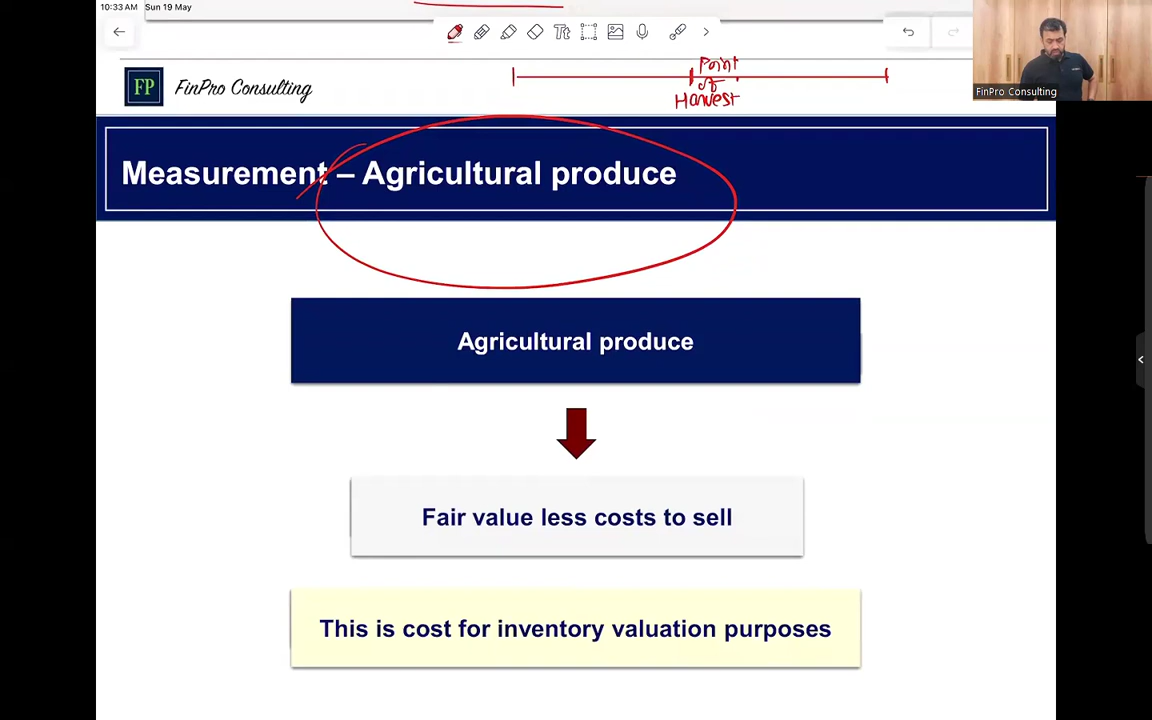 10:33 AM Sun 19 May
Tt
Point
of
Harvest
FP FinPro Consulting
FinPro Consulting
Measurement – Agricultural produce
Agricultural produce
Fair value less costs to sell
This is cost for inventory valuation purposes